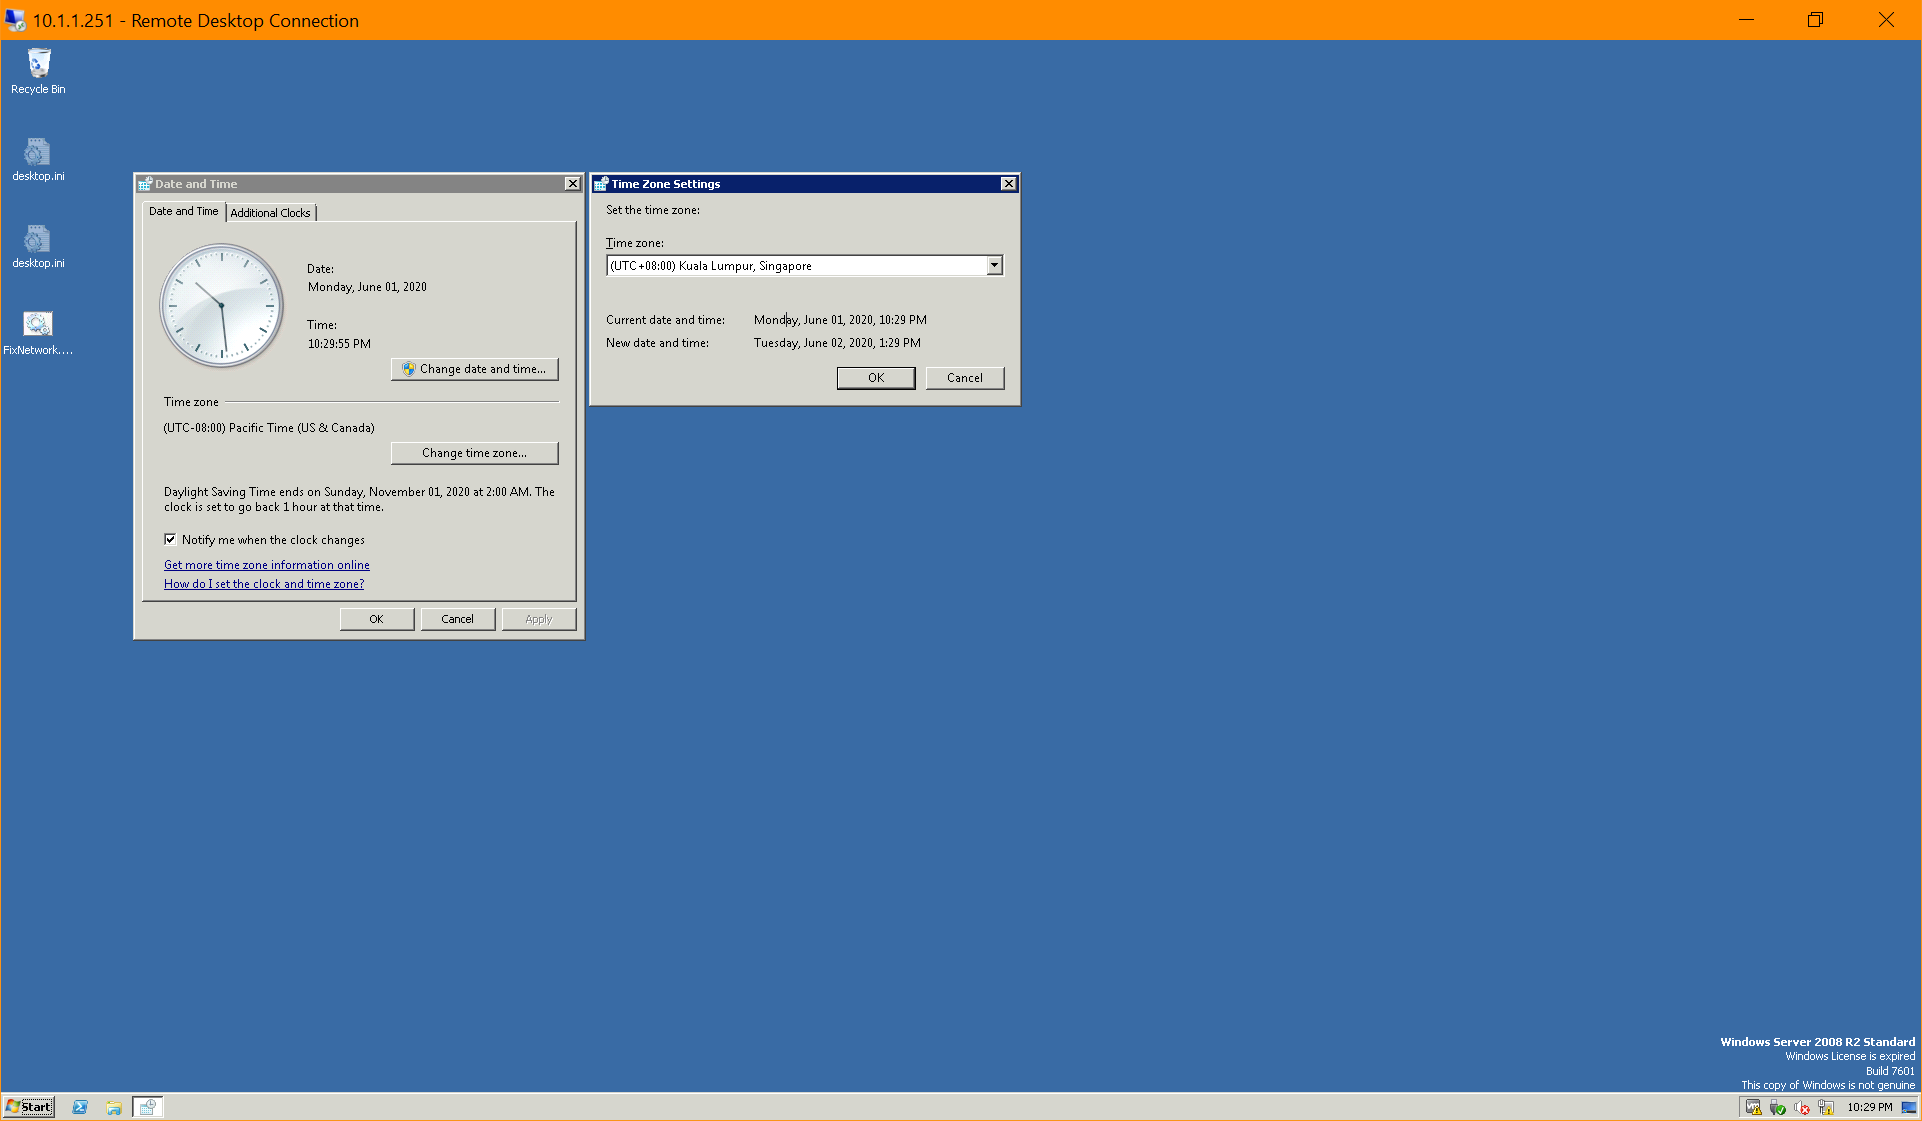 10.1.1.251 - Remote Desktop Connection
Recycle Bin
desktop.ini
desktop.ini
FixNetwork....
Date and Time
Date and Time
Additional Clocks
Date:
Monday, June 01, 2020
Time:
10:29:55 PM
Change date and time...
Time zone
(UTC-08:00) Pacific Time (US & Canada)
Change time zone...
Daylight Saving Time ends on Sunday, November 01, 2020 at 2:00 AM. The
clock is set to go back 1 hour at that time.
Notify me when the clock changes
Get more time zone information online
How do I set the clock and time zone?
OK
Cancel
Apply
Time Zone Settings
Set the time zone:
Time zone:
(UTC+08:00) Kuala Lumpur, Singapore
Current date and time:
Monday, June 01, 2020, 10:29 PM
New date and time:
Tuesday, June 02, 2020, 1:29 PM
OK
Cancel
Windows Server 2008 R2 Standard
Windows License is expired
Build 7601
This copy of Windows is not genuine
Start
10:29 PM